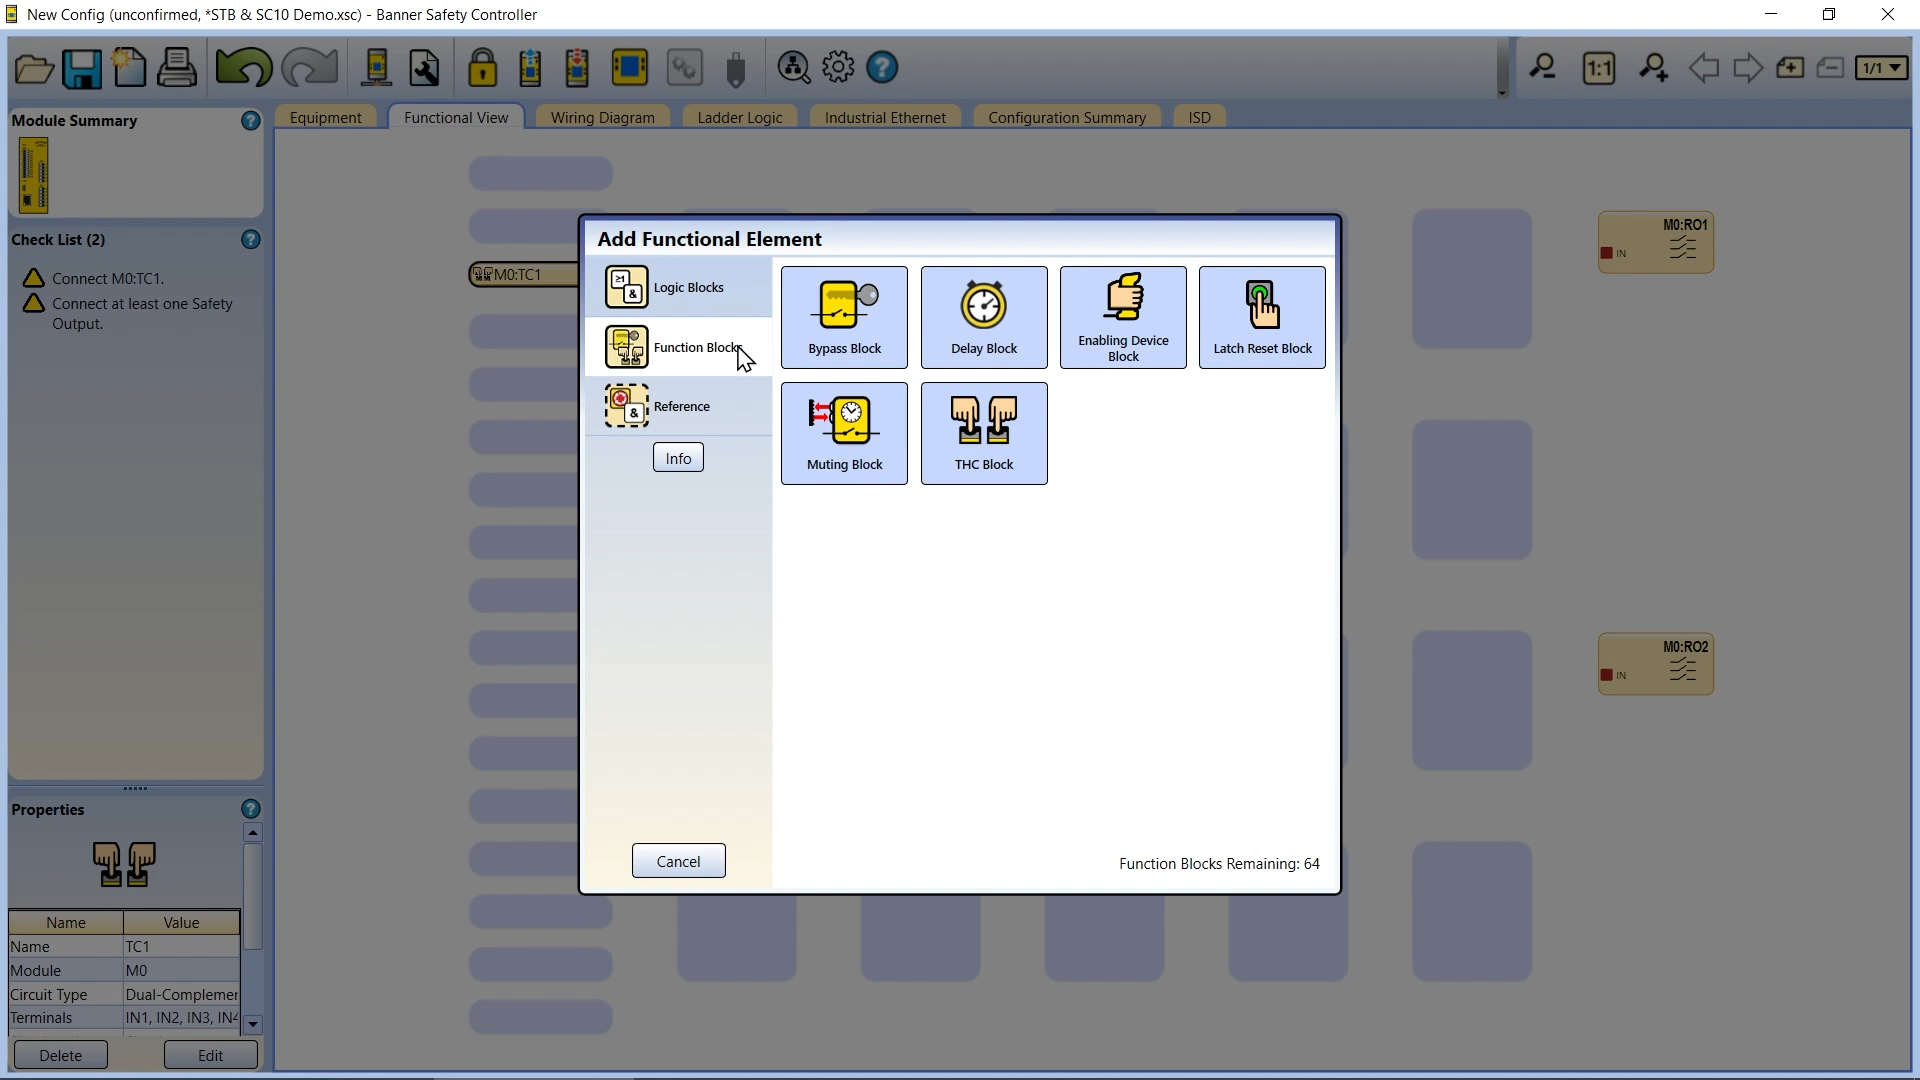 New Config (unconfirmed, *STB & SC10 Demo.xsc) - Banner Safety Controller
1:1
1/1
Module Summary
Equipment
Functional View
Wiring Diagram
Ladder Logic
Industrial Ethernet
Configuration Summary
ISD
Check List (2)
Connect M0:TC1.
Connect at least one Safety
Output.
M0:TC1
M0:RO1
IN
M0:RO2
IN
Add Functional Element
Logic Blocks
Function Blocks
Reference
Info
Cancel
Bypass Block
Delay Block
Enabling Device
Block
Latch Reset Block
Muting Block
THC Block
Function Blocks Remaining: 64
Properties
Name Value
Name TC1
Module M0
Circuit Type Dual-Complemer
Terminals IN1, IN2, IN3, IN4
Delete
Edit